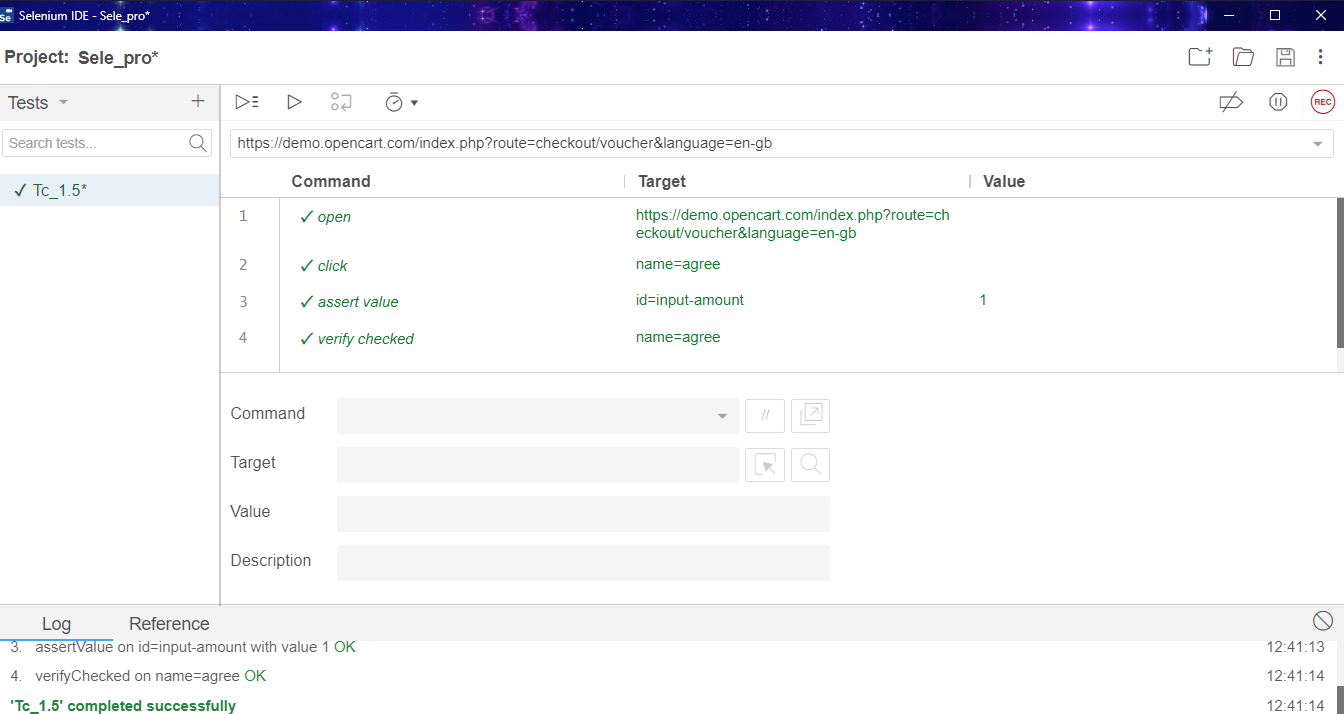 Selenium IDE - Sele_pro*
Project: Sele_pro*
Tests
REC
Search tests...
https://demo.opencart.com/index.php?route=checkout/voucher&language=en-gb
✓ Tc_1.5*
Command Target Value
1 ✓ open https://demo.opencart.com/index.php?route=ch
eckout/voucher&language=en-gb
2 ✓ click name=agree
3 ✓ assert value id=input-amount 1
4 ✓ verify checked name=agree
Command
//
Target
Value
Description
Log Reference
3. assertValue on id=input-amount with value 1 OK 12:41:13
4. verifyChecked on name=agree OK 12:41:14
'Tc_1.5' completed successfully 12:41:14